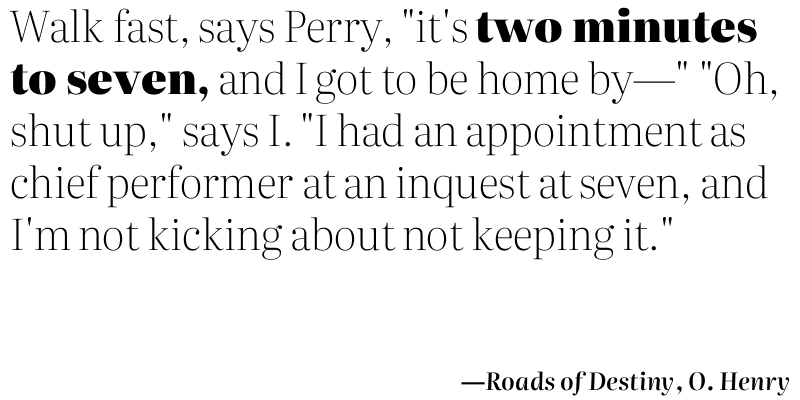 Walk fast, says Perry, "it's two minutes
to seven, and I got to be home by—" "Oh,
shut up," says I. "I had an appointment as
chief performer at an inquest at seven, and
I'm not kicking about not keeping it."
—Roads of Destiny, O. Henry